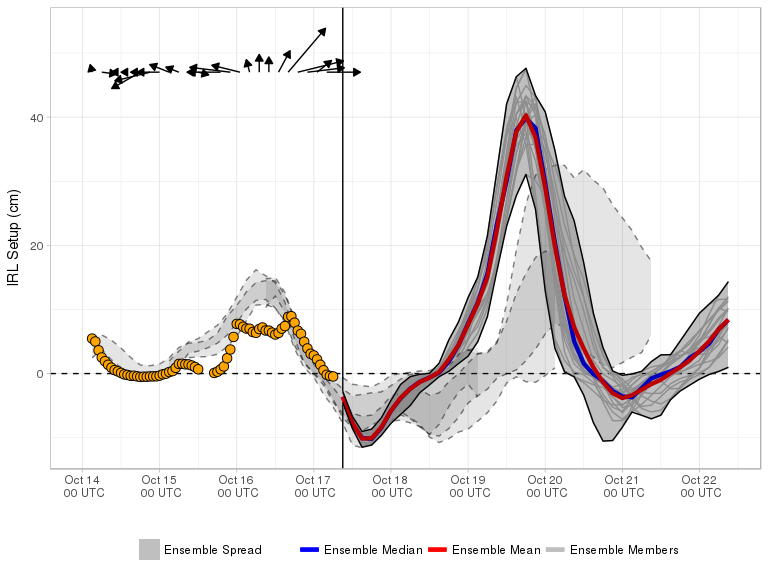 IRL Setup (cm)
40
20
0
Oct 14 Oct 15 Oct 16 Oct 17 Oct 18 Oct 19 Oct 20 Oct 21 Oct 22
00 UTC 00 UTC 00 UTC 00 UTC 00 UTC 00 UTC 00 UTC 00 UTC 00 UTC
Ensemble Spread Ensemble Median Ensemble Mean Ensemble Members